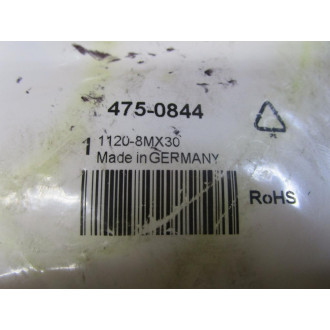 475-0844
1 1120-8MX30
Made in GERMANY
RoHS